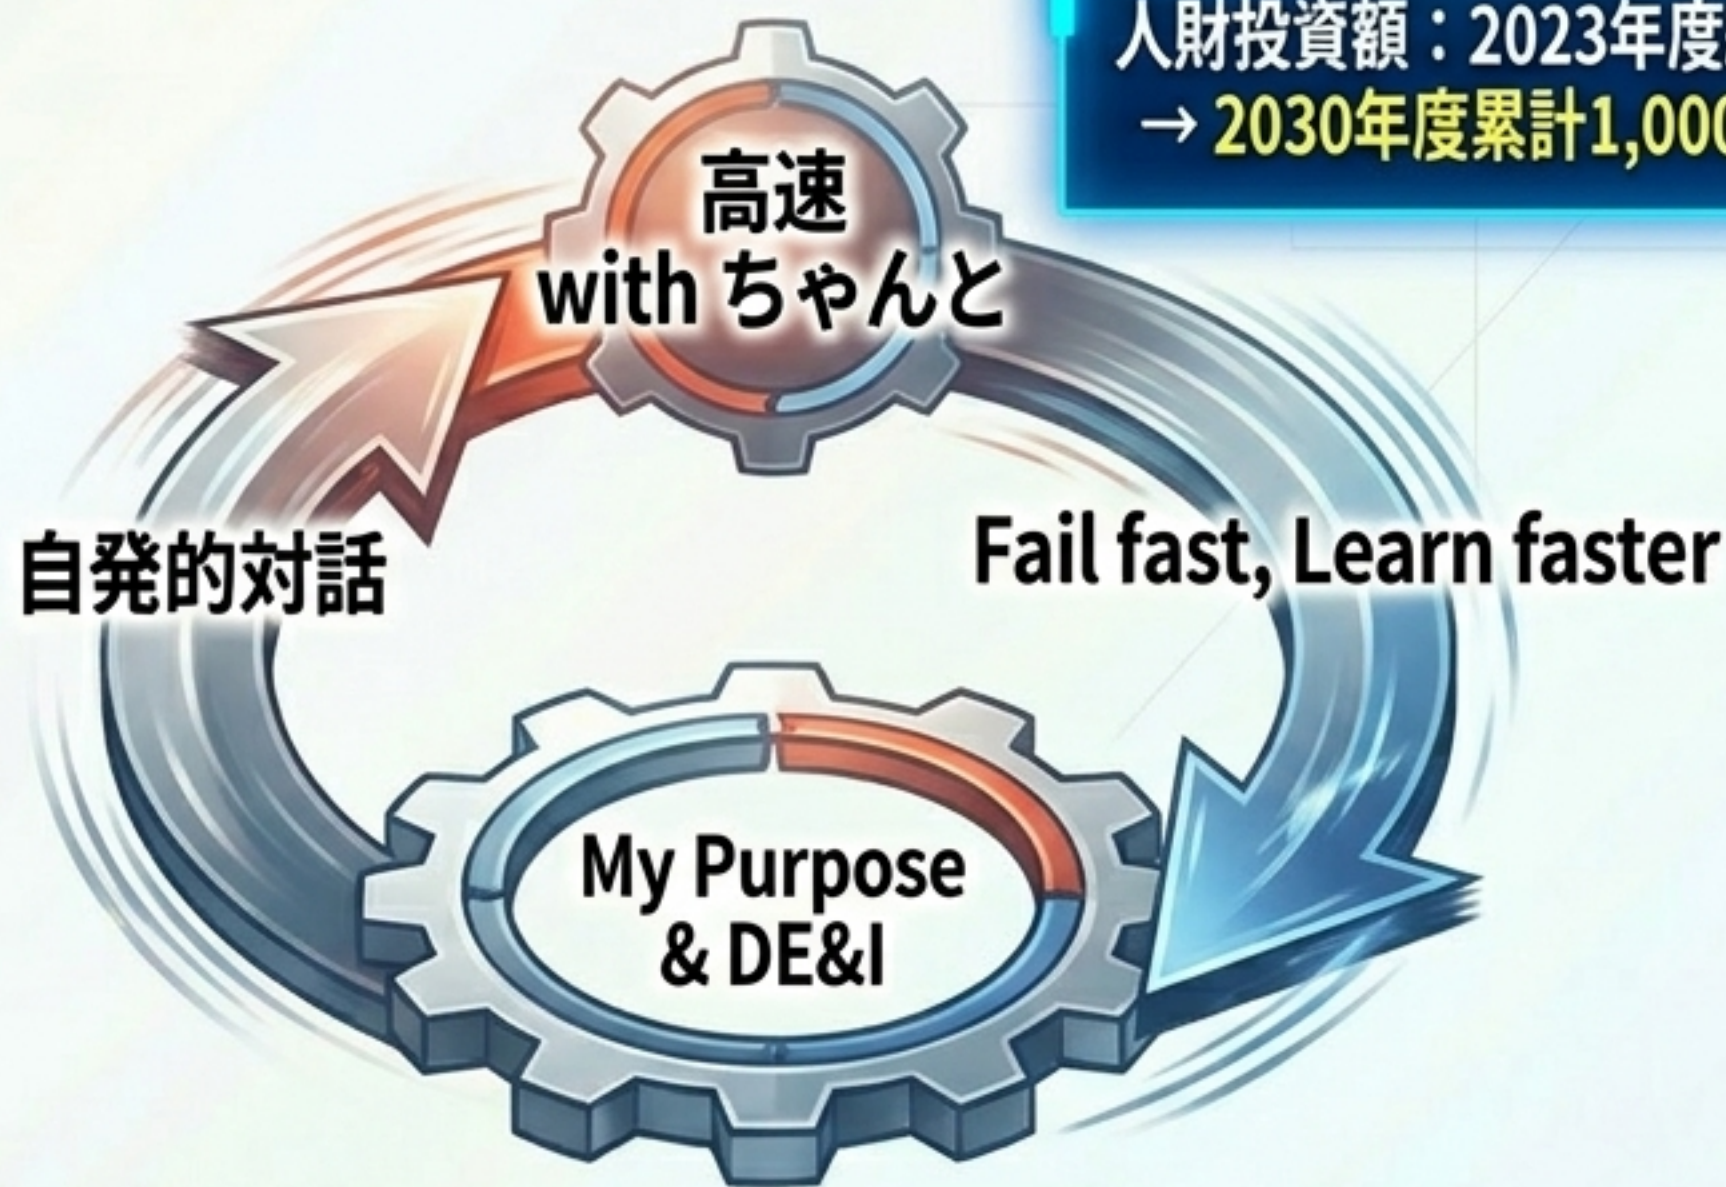 人財投資額：2023年度
→ 2030年度累計1,000
高速
with ちゃんと
自発的対話
Fail fast, Learn faster
My Purpose
& DE&I